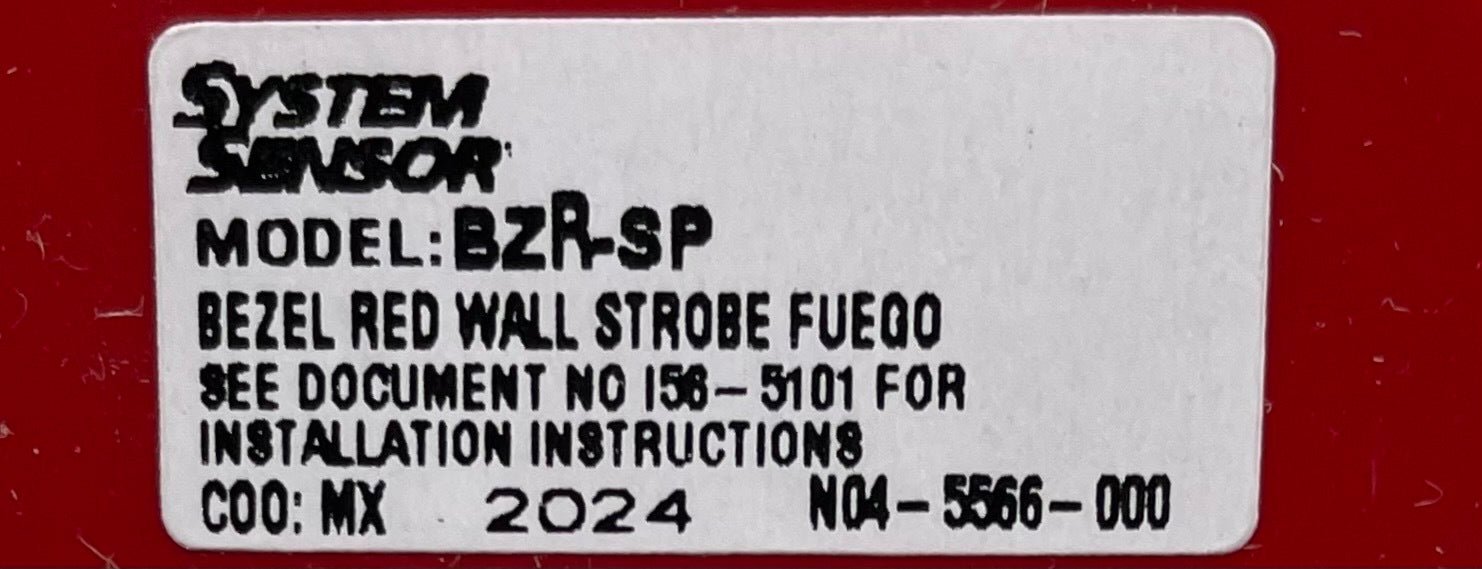 SYSTEM
SENSOR
MODEL: BZR-SP
BEZEL RED WALL STROBE FUEGO
SEE DOCUMENT NO I56-5101 FOR
INSTALLATION INSTRUCTIONS
COO: MX 2024 N04-5566-000